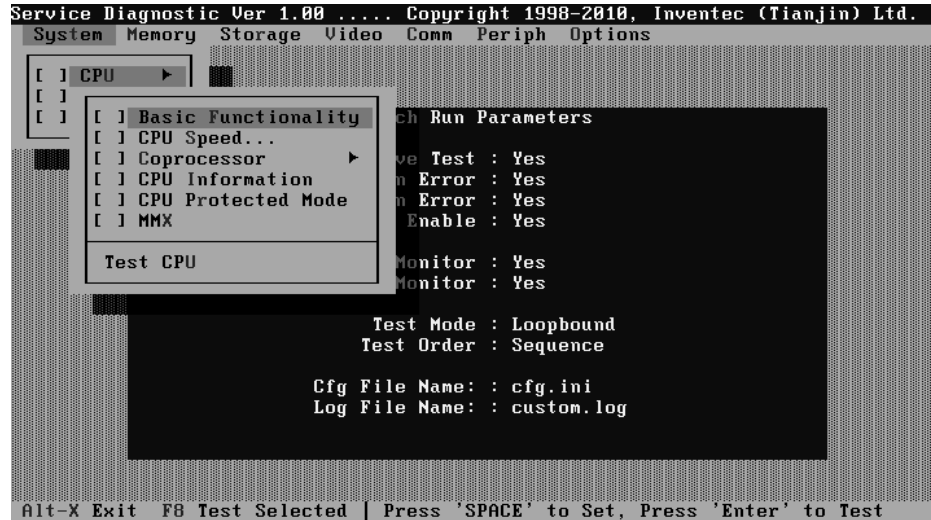 Service Diagnostic Ver 1.00 ..... Copyright 1998-2010, Inventec (Tianjin) Ltd.
System Memory Storage Video Comm Periph Options
[ ] CPU ►
[ ]
[ ]
[ ] Basic Functionality
[ ] CPU Speed...
[ ] Coprocessor ►
[ ] CPU Information
[ ] CPU Protected Mode
[ ] MMX
Test CPU
ch Run Parameters
ve Test : Yes
n Error : Yes
n Error : Yes
Enable : Yes
Monitor : Yes
Monitor : Yes
Test Mode : Loopbound
Test Order : Sequence
Cfg File Name: : cfg.ini
Log File Name: : custom.log
Alt-X Exit F8 Test Selected | Press 'SPACE' to Set, Press 'Enter' to Test